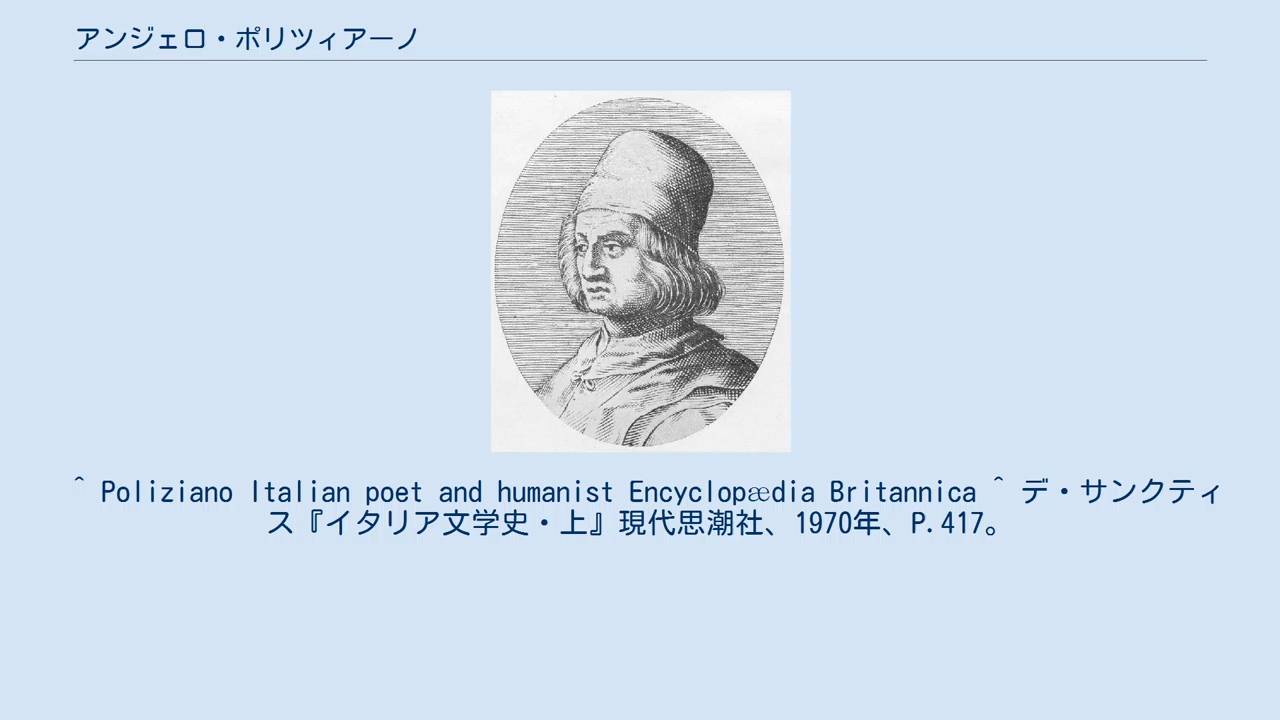 アンジェロ・ポリツィアーノ
^ Poliziano Italian poet and humanist Encyclopædia Britannica ^ デ・サンクティ
ス『イタリア文学史・上』現代思潮社、1970年、P.417。